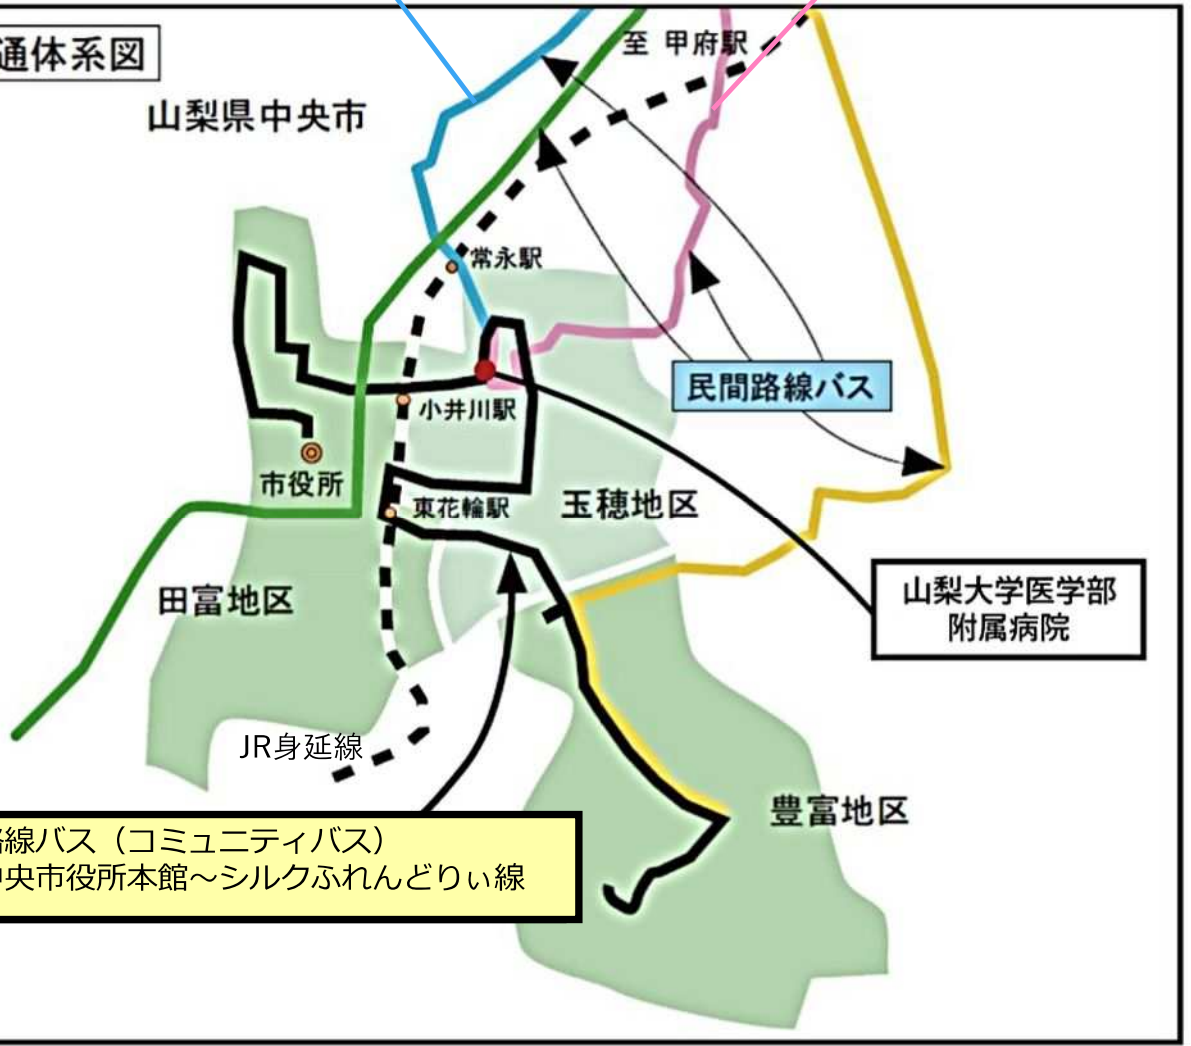 通体系図
至 甲府駅
山梨県中央市
常永駅
民間路線バス
小井川駅
市役所
東花輪駅
玉穂地区
田富地区
山梨大学医学部
附属病院
JR身延線
豊富地区
路線バス（コミュニティバス）
中央市役所本館～シルクふれんどりぃ線